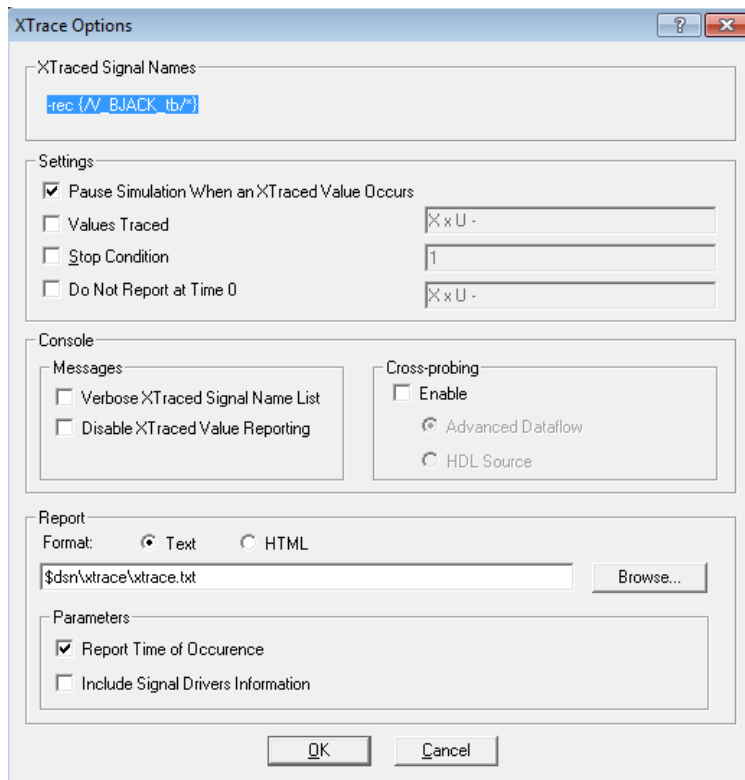 XTrace Options
XTraced Signal Names
-rec {/V_BJACK_tb/*}
Settings
Pause Simulation When an XTraced Value Occurs
Values Traced
X x U -
Stop Condition
1
Do Not Report at Time 0
X x U -
Console
Messages
Verbose XTraced Signal Name List
Disable XTraced Value Reporting
Cross-probing
Enable
Advanced Dataflow
HDL Source
Report
Format: Text HTML
$dsn\xtrace\xtrace.txt Browse...
Parameters
Report Time of Occurence
Include Signal Drivers Information
OK Cancel